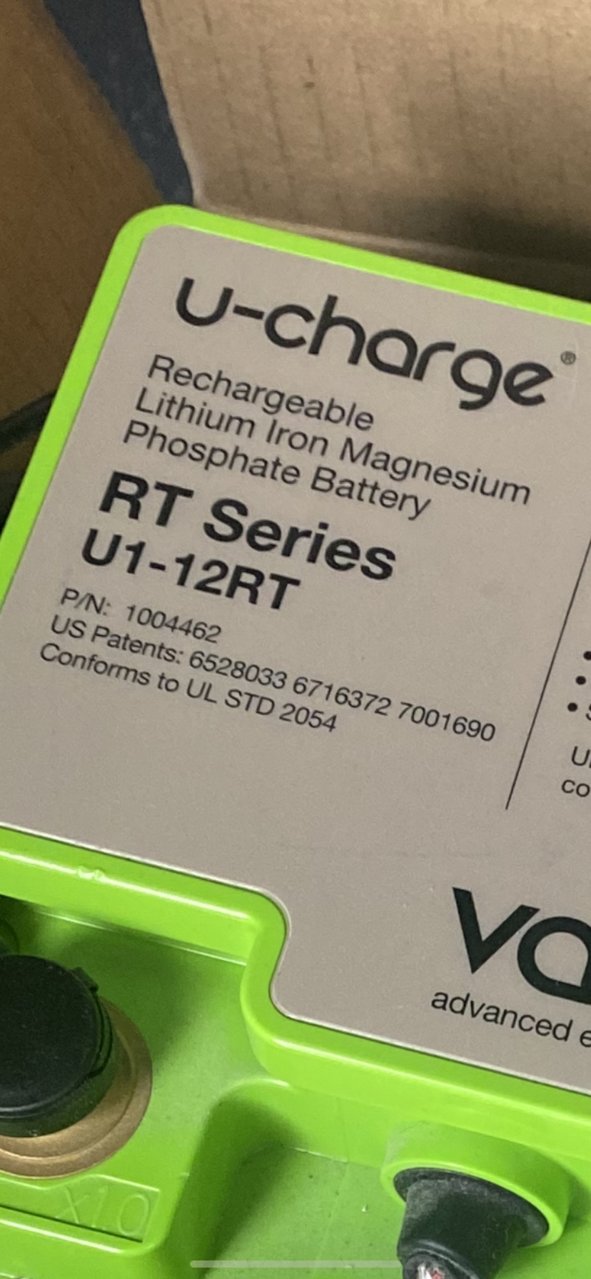 u-charge®
Rechargeable
Lithium Iron Magnesium
Phosphate Battery
RT Series
U1-12RT
P/N: 1004462
US Patents: 6528033 6716372 7001690
Conforms to UL STD 2054
advanced